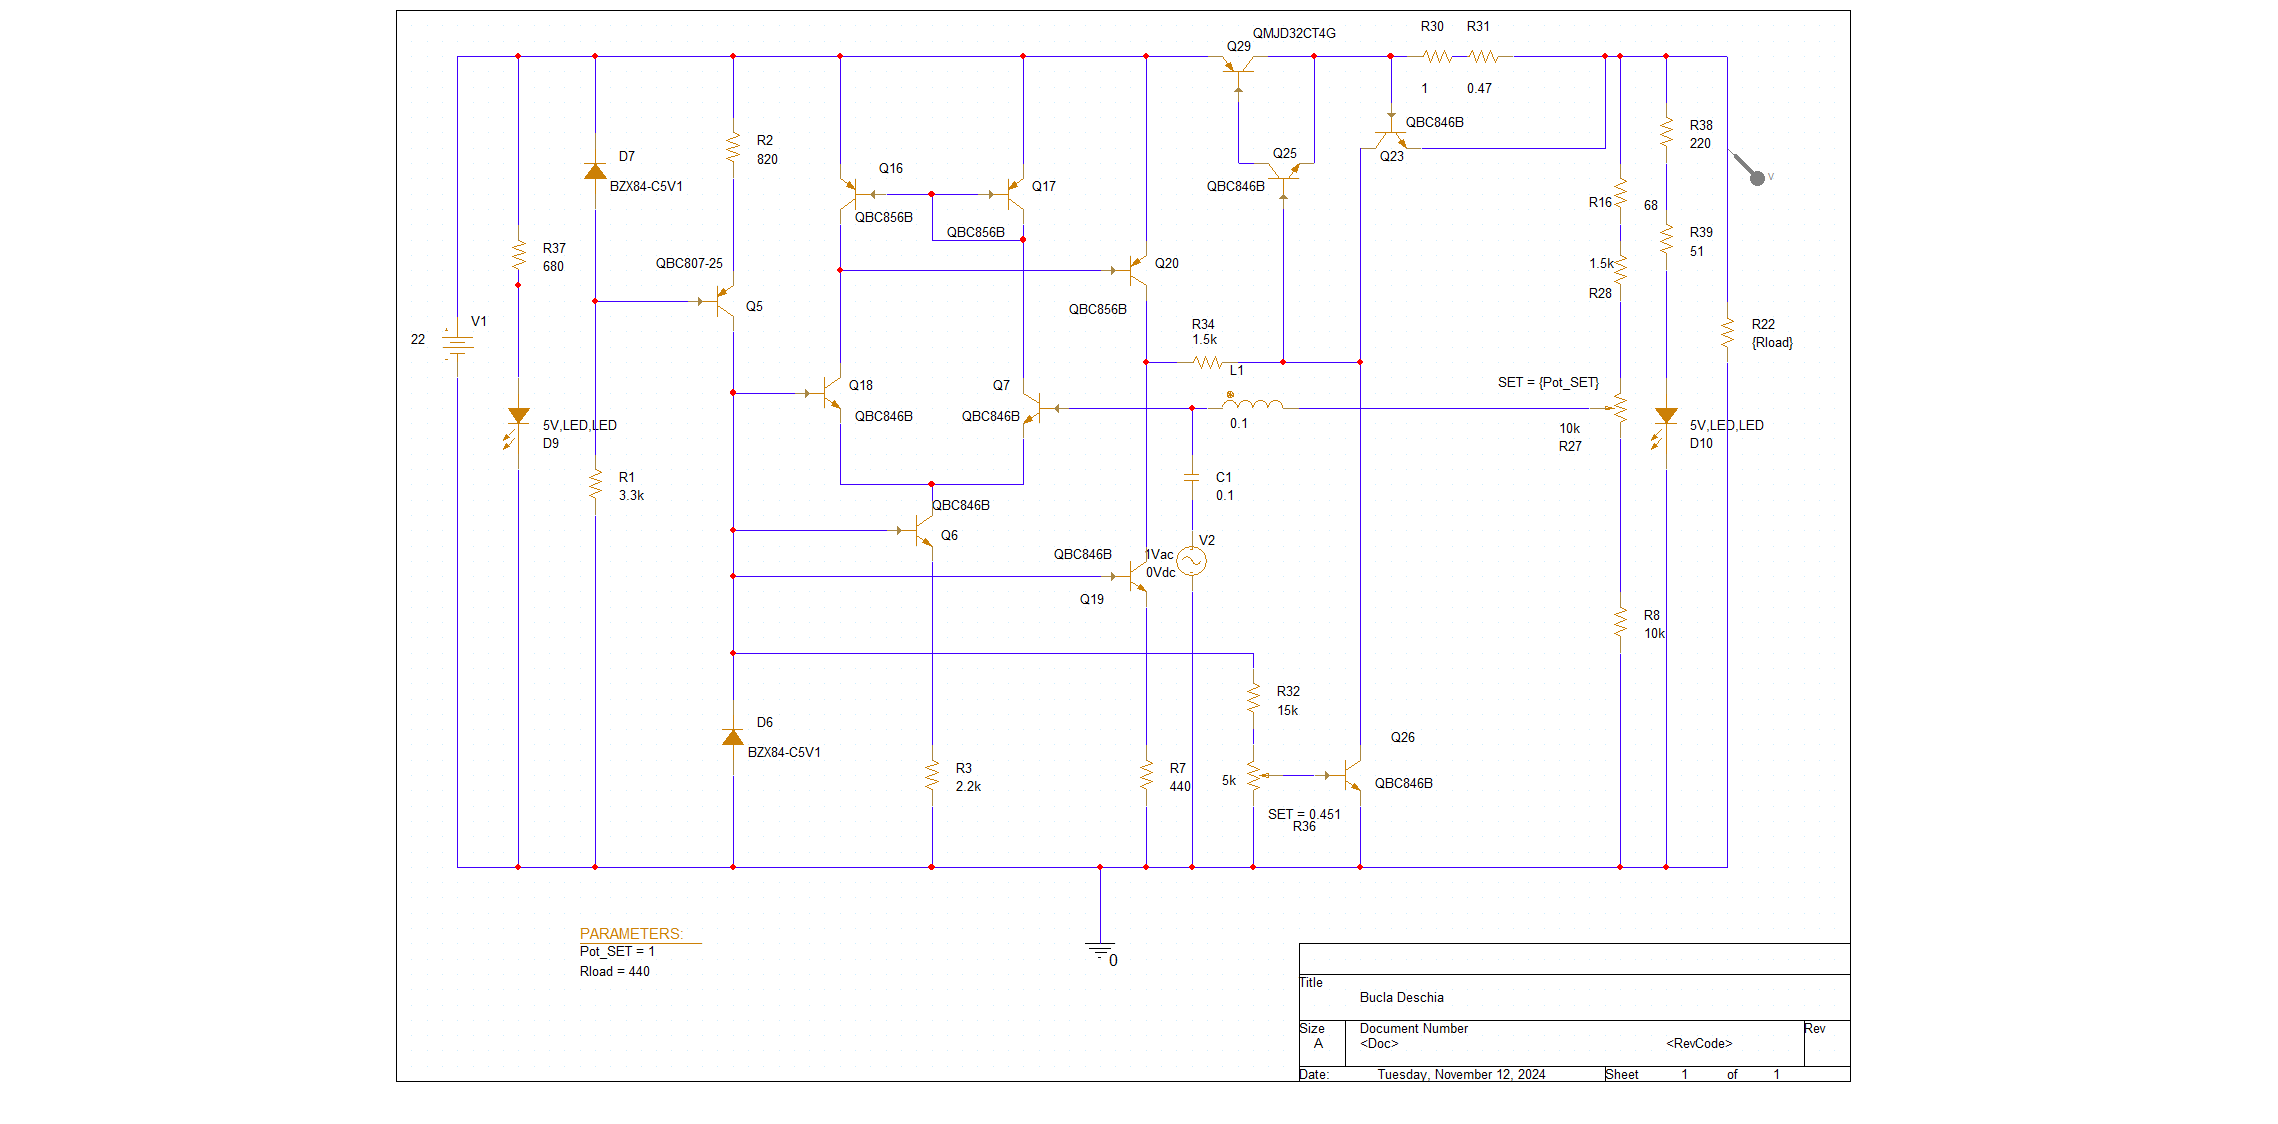 R30 R31
QMJD32CT4G
Q29
1 0.47
QBC846B
R38
220
R2
820
D7
BZX84-C5V1
Q16
QBC856B
Q17
QBC856B
Q25
QBC846B
Q23
V
R16 68
R39
51
R37
680
QBC807-25
Q5
Q20
QBC856B
1.5k
R28
V1
22
R34
1.5k
L1
0.1
R22
{Rload}
SET = {Pot_SET}
10k
R27
Q18
QBC846B
Q7
QBC846B
5V,LED,LED
D9
5V,LED,LED
D10
R1
3.3k
C1
0.1
QBC846B
Q6
QBC846B
Q19
1Vac
0Vdc
V2
R8
10k
R32
15k
D6
BZX84-C5V1
R3
2.2k
R7
440
5k
SET = 0.451
R36
Q26
QBC846B
PARAMETERS:
Pot_SET = 1
Rload = 440
0
Title
Bucla Deschia
Size
A
Document Number
<Doc>
<RevCode>
Rev
Date: Tuesday, November 12, 2024 Sheet 1 of 1